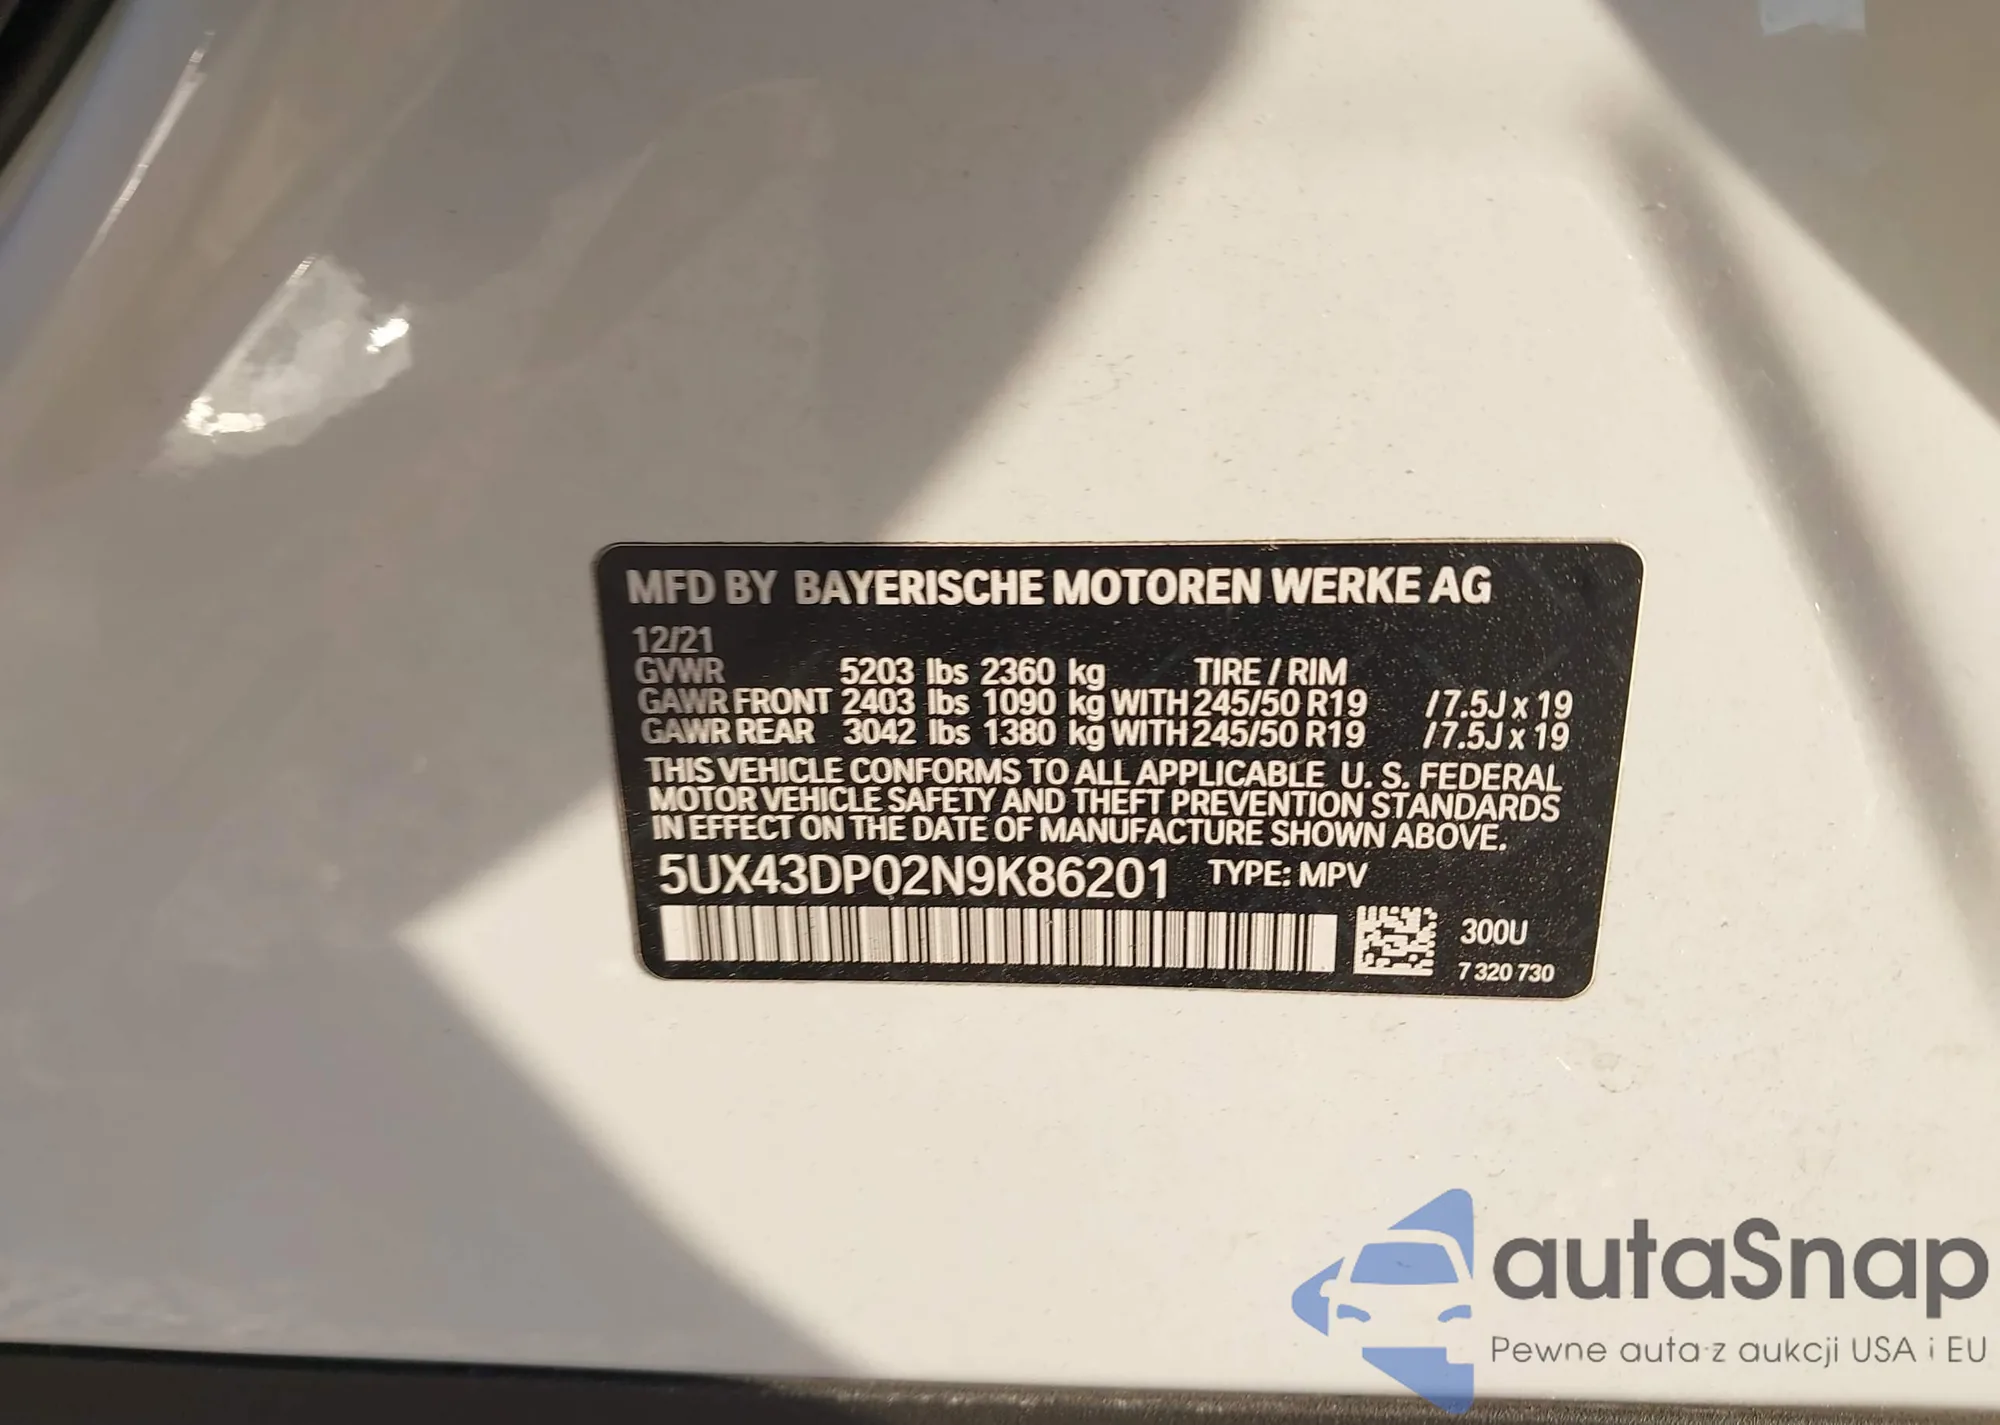 MFD BY BAYERISCHE MOTOREN WERKE AG
12/21
GVWR 5203 lbs 2360 kg TIRE / RIM
GAWR FRONT 2403 lbs 1090 kg WITH 245/50 R19 /7.5J x 19
GAWR REAR 3042 lbs 1380 kg WITH 245/50 R19 /7.5J x 19
THIS VEHICLE CONFORMS TO ALL APPLICABLE U. S. FEDERAL
MOTOR VEHICLE SAFETY AND THEFT PREVENTION STANDARDS
IN EFFECT ON THE DATE OF MANUFACTURE SHOWN ABOVE.
5UX43DP02N9K86201 TYPE: MPV
300U
7 320 730
autaSnap
Pewne auta z aukcji USA i EU